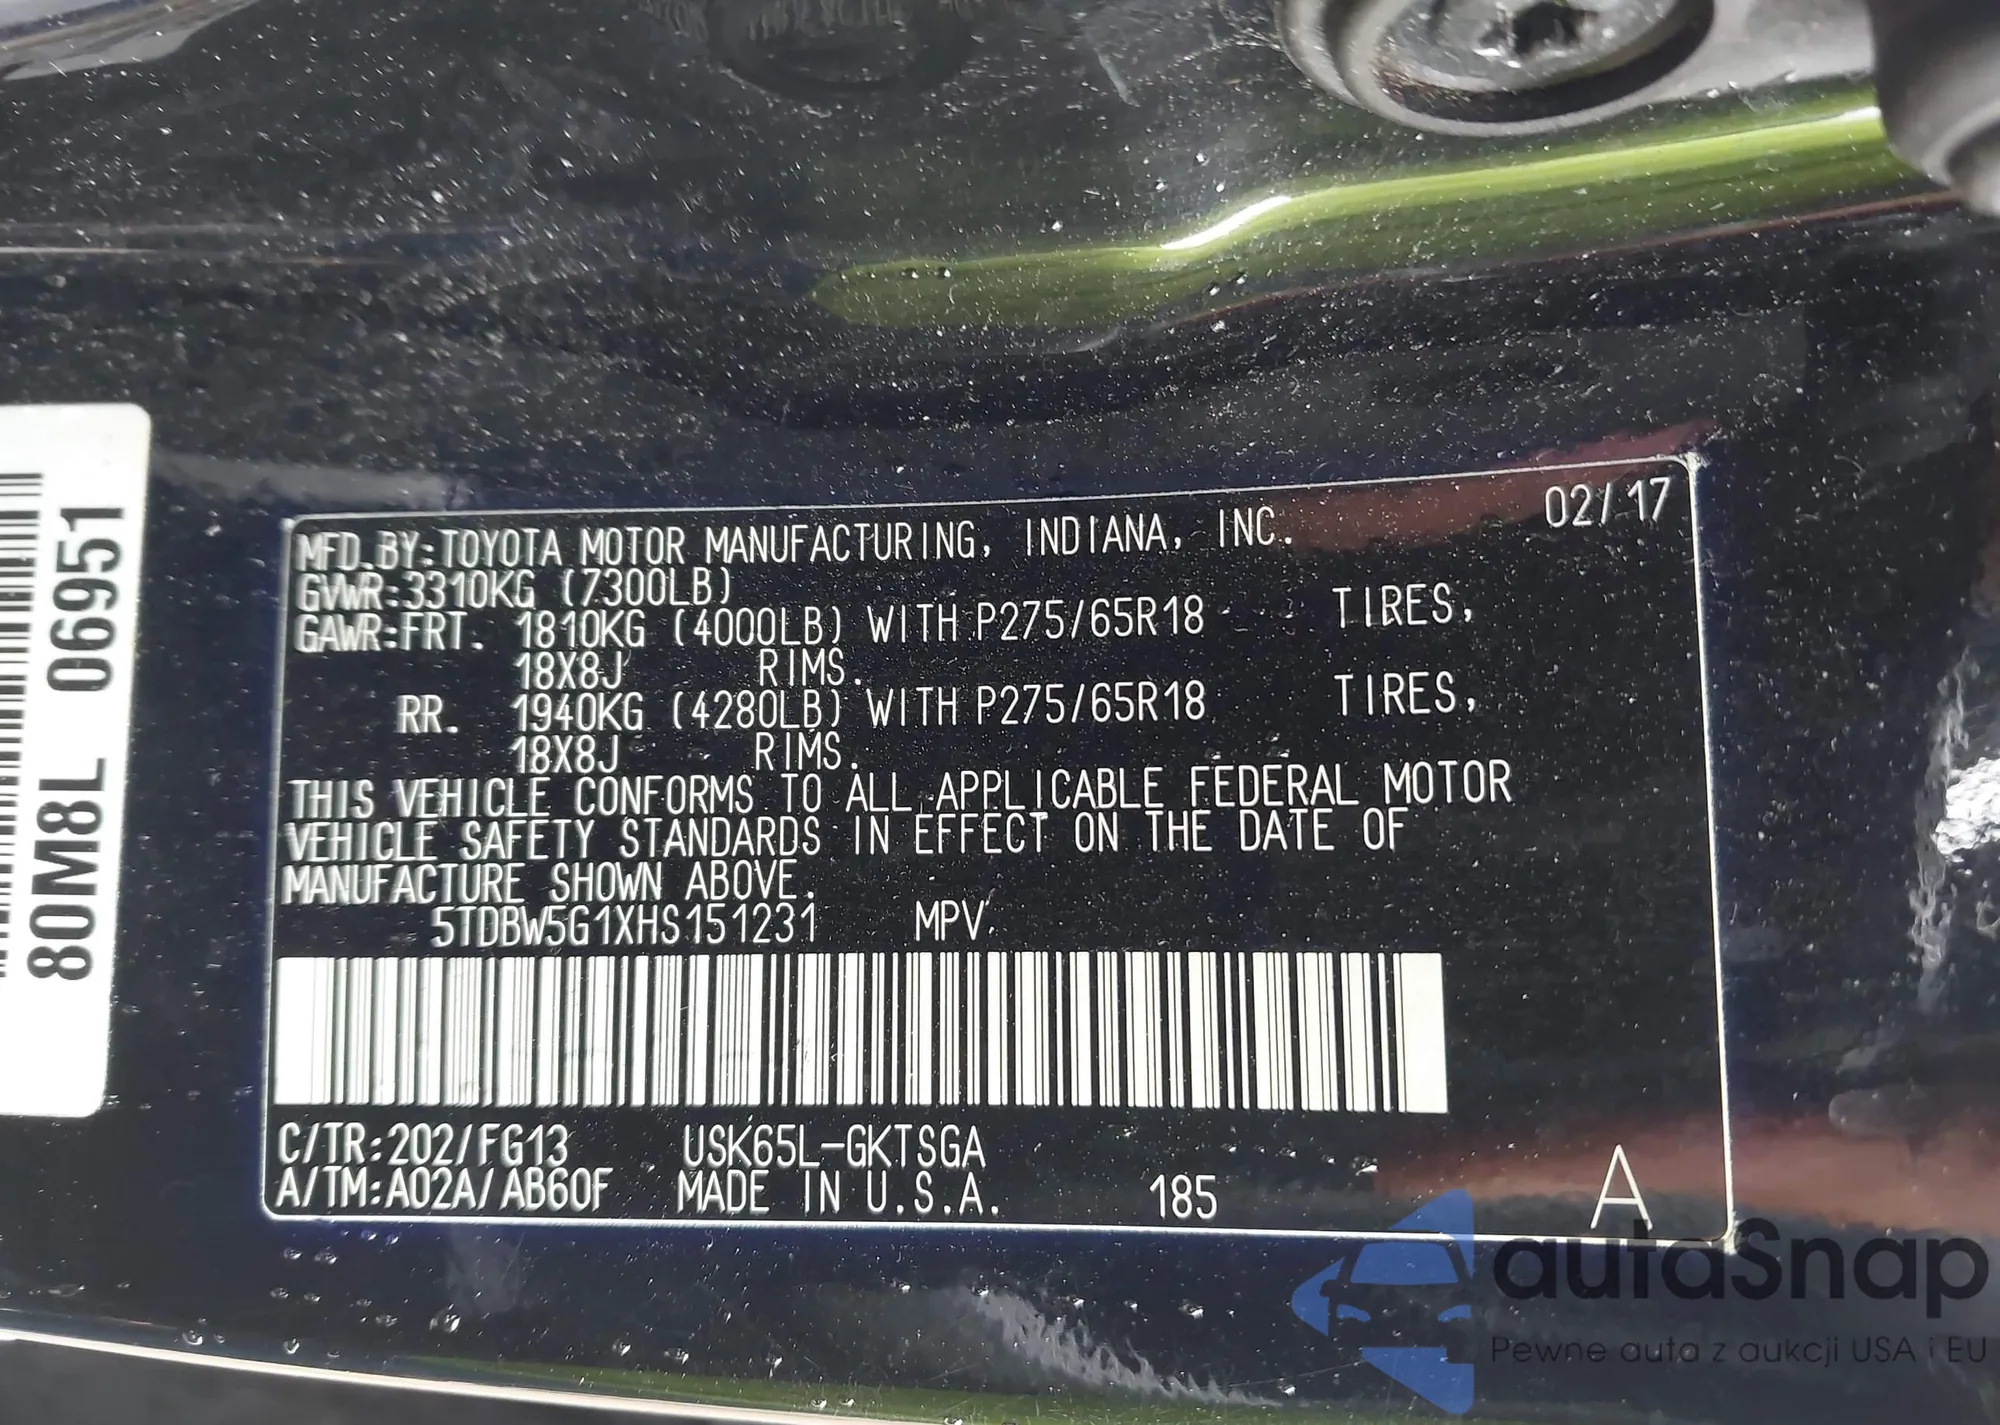 02/17
MFD.BY:TOYOTA MOTOR MANUFACTURING, INDIANA, INC.
GVWR:3310KG (7300LB)
GAWR:FRT. 1810KG (4000LB) WITH P275/65R18 TIRES,
18X8J RIMS.
RR. 1940KG (4280LB) WITH P275/65R18 TIRES,
18X8J RIMS.
THIS VEHICLE CONFORMS TO ALL APPLICABLE FEDERAL MOTOR
VEHICLE SAFETY STANDARDS IN EFFECT ON THE DATE OF
MANUFACTURE SHOWN ABOVE.
5TDBW5G1XHS151231 MPV
C/TR:202/FG13 USK65L-GKTSGA
A/TM:A02A/AB60F MADE IN U.S.A. 185 A
80M8L 06951
autaSnap
Pewne auta z aukcji USA i EU